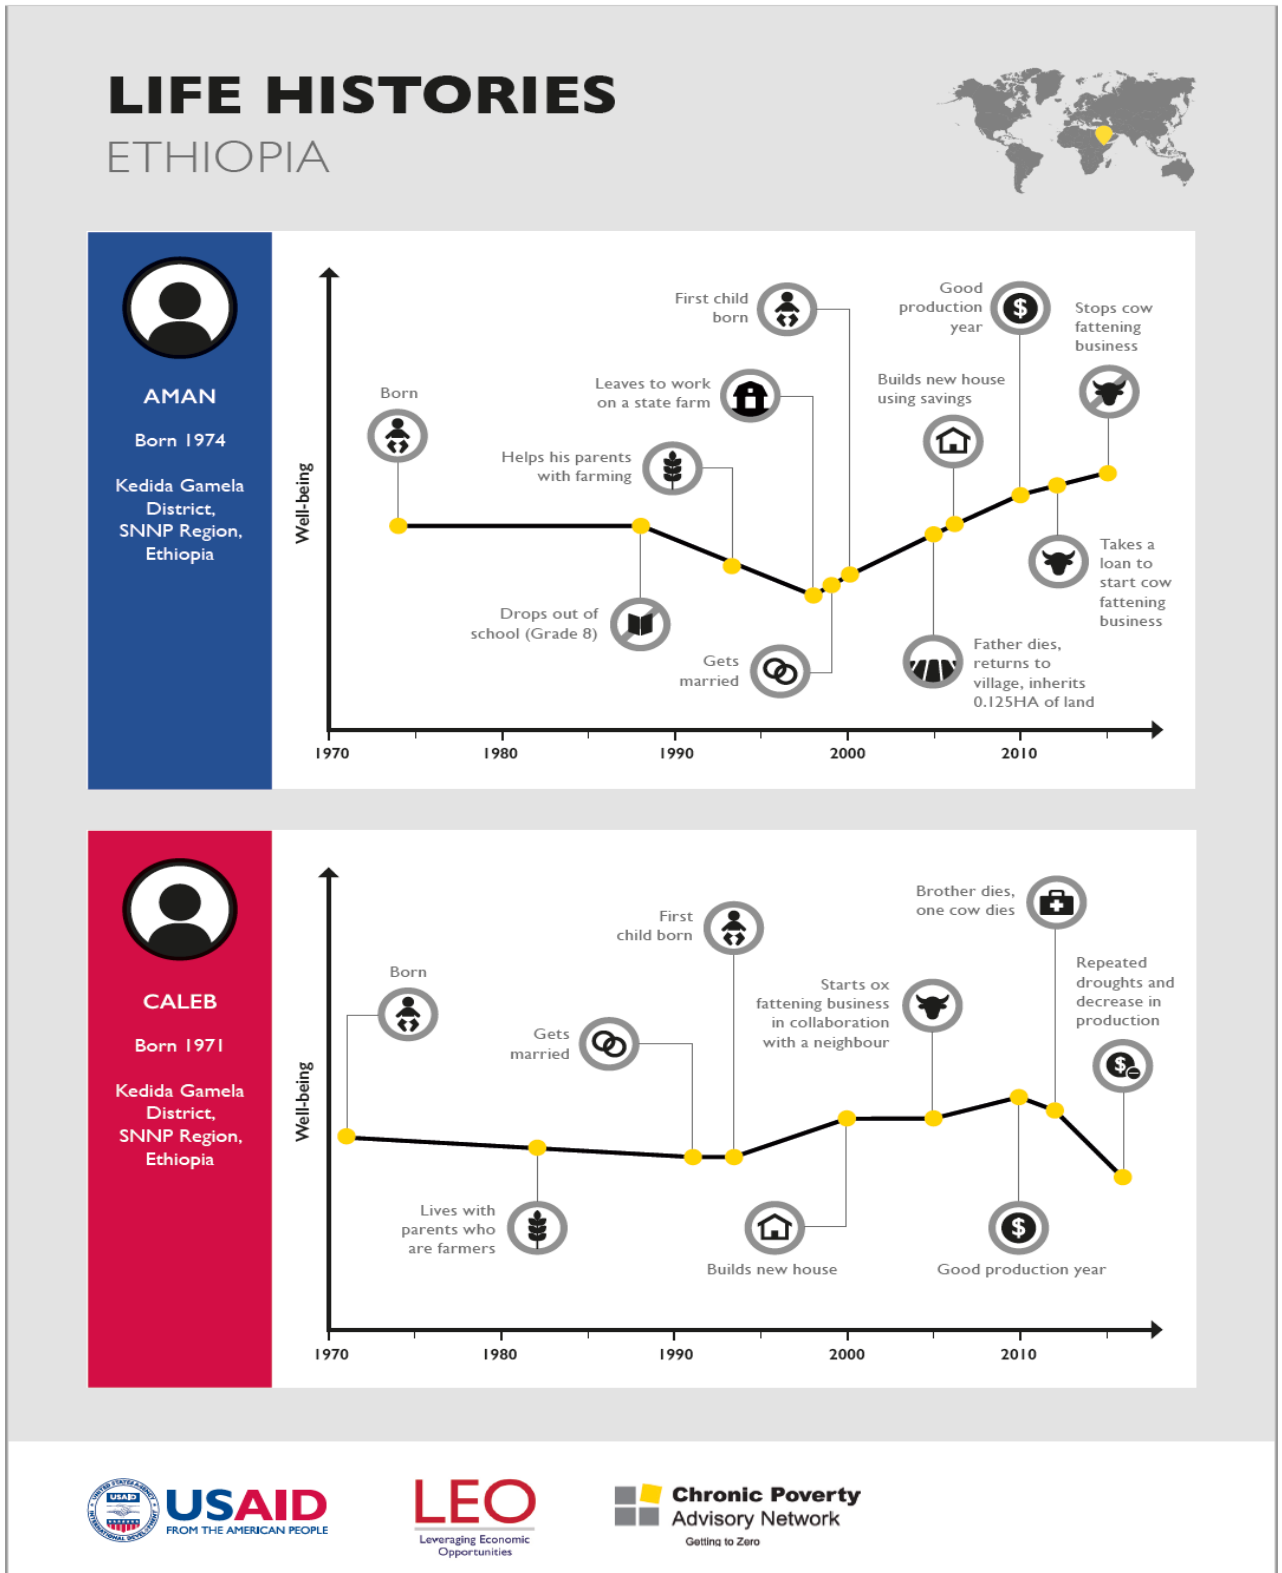 LIFE HISTORIES
ETHIOPIA
AMAN
Born 1974
Kedida Gamela
District,
SNNP Region,
Ethiopia
Well-being
Born
Helps his parents
with farming
Drops out of
school (Grade 8)
Leaves to work
on a state farm
First child
born
Gets
married
Good
production
year
Builds new house
using savings
Father dies,
returns to
village, inherits
0.125HA of land
Stops cow
fattening
business
Takes a
loan to
start cow
fattening
business
1970
1980
1990
2000
2010
CALEB
Born 1971
Kedida Gamela
District,
SNNP Region,
Ethiopia
Well-being
Born
Lives with
parents who
are farmers
Gets
married
First
child born
Builds new house
Starts ox
fattening business
in collaboration
with a neighbour
Good production year
Brother dies,
one cow dies
Repeated
droughts and
decrease in
production
1970
1980
1990
2000
2010
UNITED STATES AGENCY
INTERNATIONAL DEVELOPMENT
USAID
USAID
FROM THE AMERICAN PEOPLE
LEO
Leveraging Economic
Opportunities
Chronic Poverty
Advisory Network
Getting to Zero